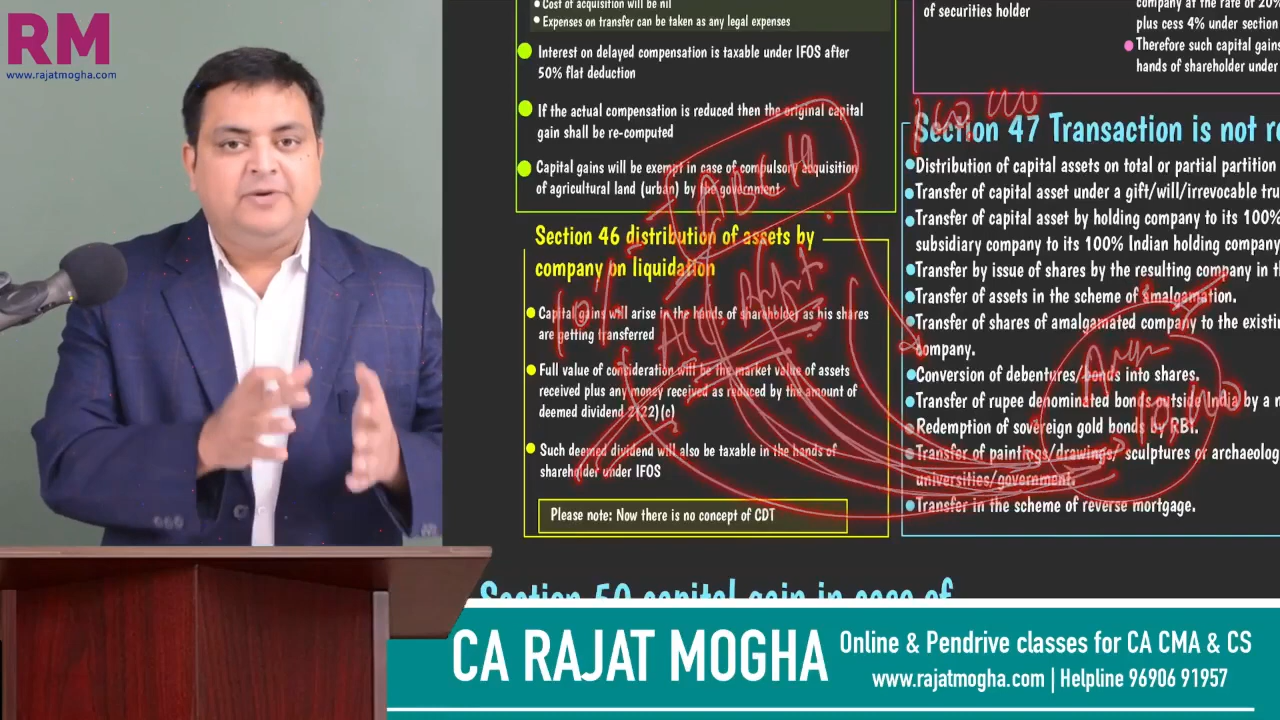 RM
www.rajatmogha.com
Cost of acquisition will be nil
Expenses on transfer can be taken as any legal expenses
Interest on delayed compensation is taxable under IFOS after
50% flat deduction
If the actual compensation is reduced then the original capital
gain shall be re-computed
Capital gains will be exempt in case of compulsory acquisition
of agricultural land (urban) by the government
Section 46 distribution of assets by
company on liquidation
Capital gains will arise in the hands of shareholder as his shares
are getting transferred
Full value of consideration will be the market value of assets
received plus any money received as reduced by the amount of
deemed dividend 2(22)(c)
Such deemed dividend will also be taxable in the hands of
shareholder under IFOS
Please note: Now there is no concept of CDT
Section 50 capital gain in case of
of securities holder
company at the rate of 20%
plus cess 4% under section
Therefore such capital gains
hands of shareholder under
Section 47 Transaction is not re
Distribution of capital assets on total or partial partition
Transfer of capital asset under a gift/will/irrevocable tru
Transfer of capital asset by holding company to its 100%
subsidiary company to its 100% Indian holding company
Transfer by issue of shares by the resulting company in th
Transfer of assets in the scheme of amalgamation.
Transfer of shares of amalgamated company to the existin
company.
Conversion of debentures/bonds into shares.
Transfer of rupee denominated bonds outside India by a n
Redemption of sovereign gold bonds by RBI.
Transfer of paintings/drawings/ sculptures or archaeolog
universities/government.
Transfer in the scheme of reverse mortgage.
10%
CA RAJAT MOGHA
Online & Pendrive classes for CA CMA & CS
www.rajatmogha.com | Helpline 96906 91957